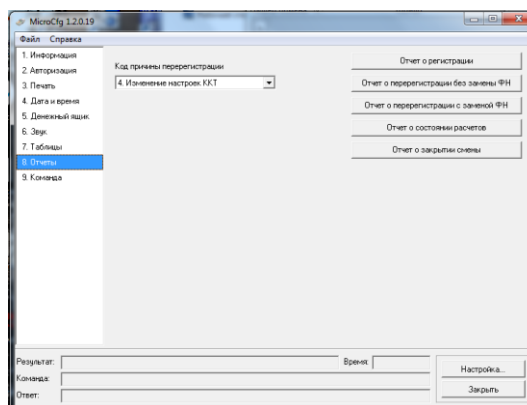 MicroCfg 1.2.0.19
Файл Справка
1. Информация
2. Авторизация
3. Печать
4. Дата и время
5. Денежный ящик
6. Звук
7. Таблицы
8. Отчеты
9. Команда
Код причины перерегистрации
4. Изменение настроек ККТ
Отчет о регистрации
Отчет о перерегистрации без замены ФН
Отчет о перерегистрации с заменой ФН
Отчет о состоянии расчетов
Отчет о закрытии смены
Результат: Время:
Команда:
Ответ:
Настройка...
Закрыть